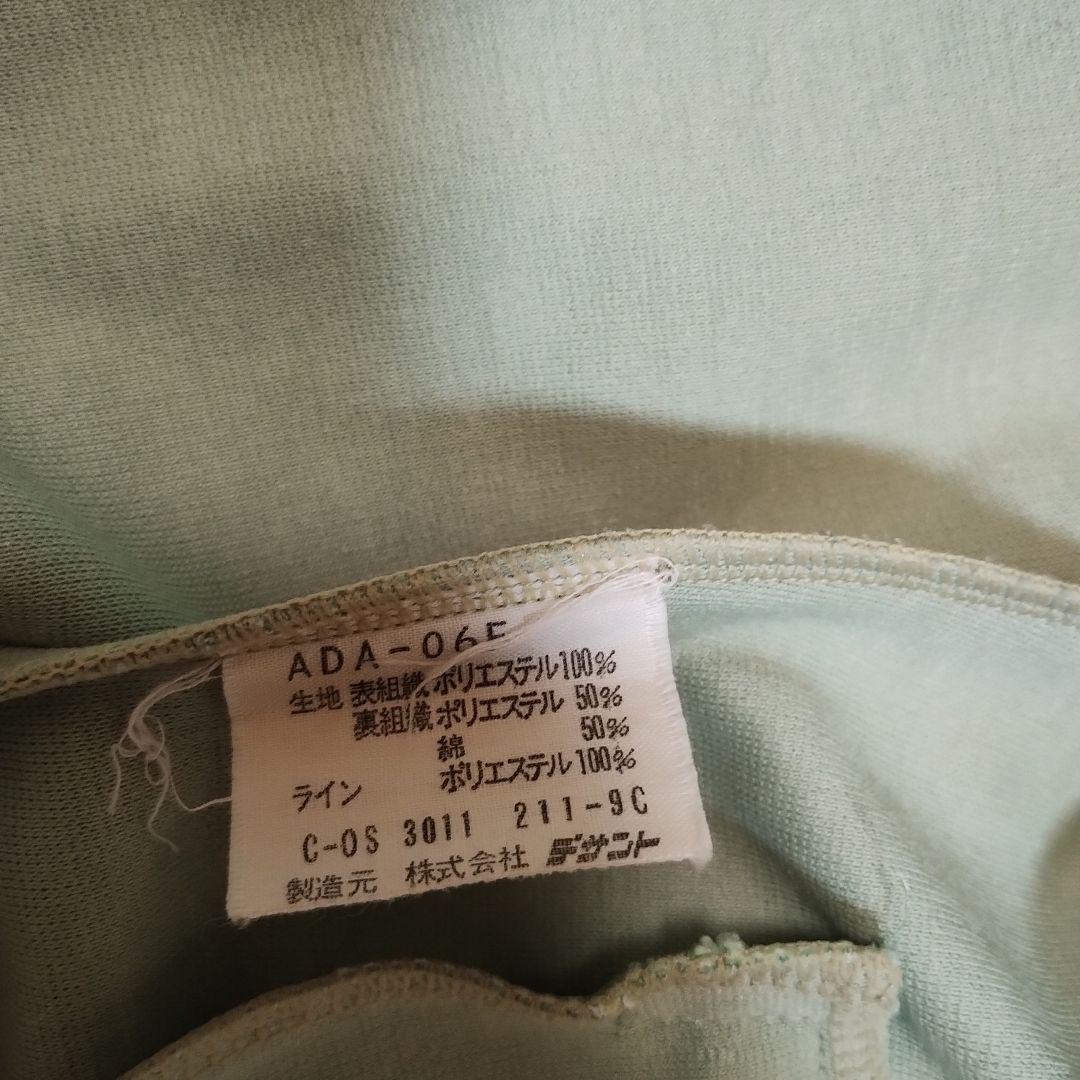 ADA-06F
生地 表組織 ポリエステル100%
裏組織 ポリエステル 50%
綿 50%
ライン ポリエステル100%
C-OS 3011 211-9C
製造元 株式会社 デサント